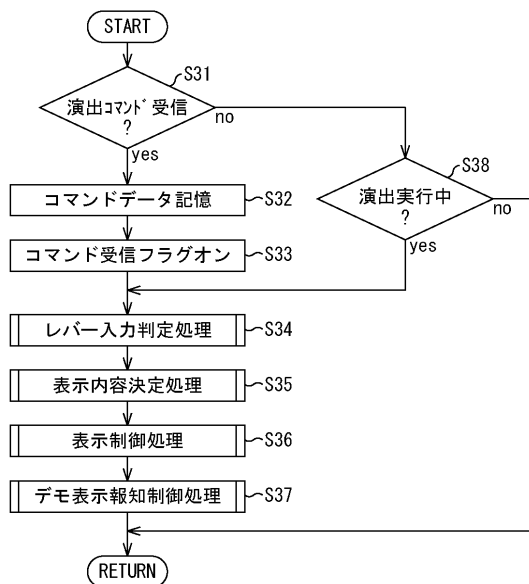 START
S31
演出コマンド受信
?
no
yes
S38
演出実行中
?
no
yes
コマンドデータ記憶
S32
コマンド受信フラグオン
S33
レバー入力判定処理
S34
表示内容決定処理
S35
表示制御処理
S36
デモ表示報知制御処理
S37
RETURN